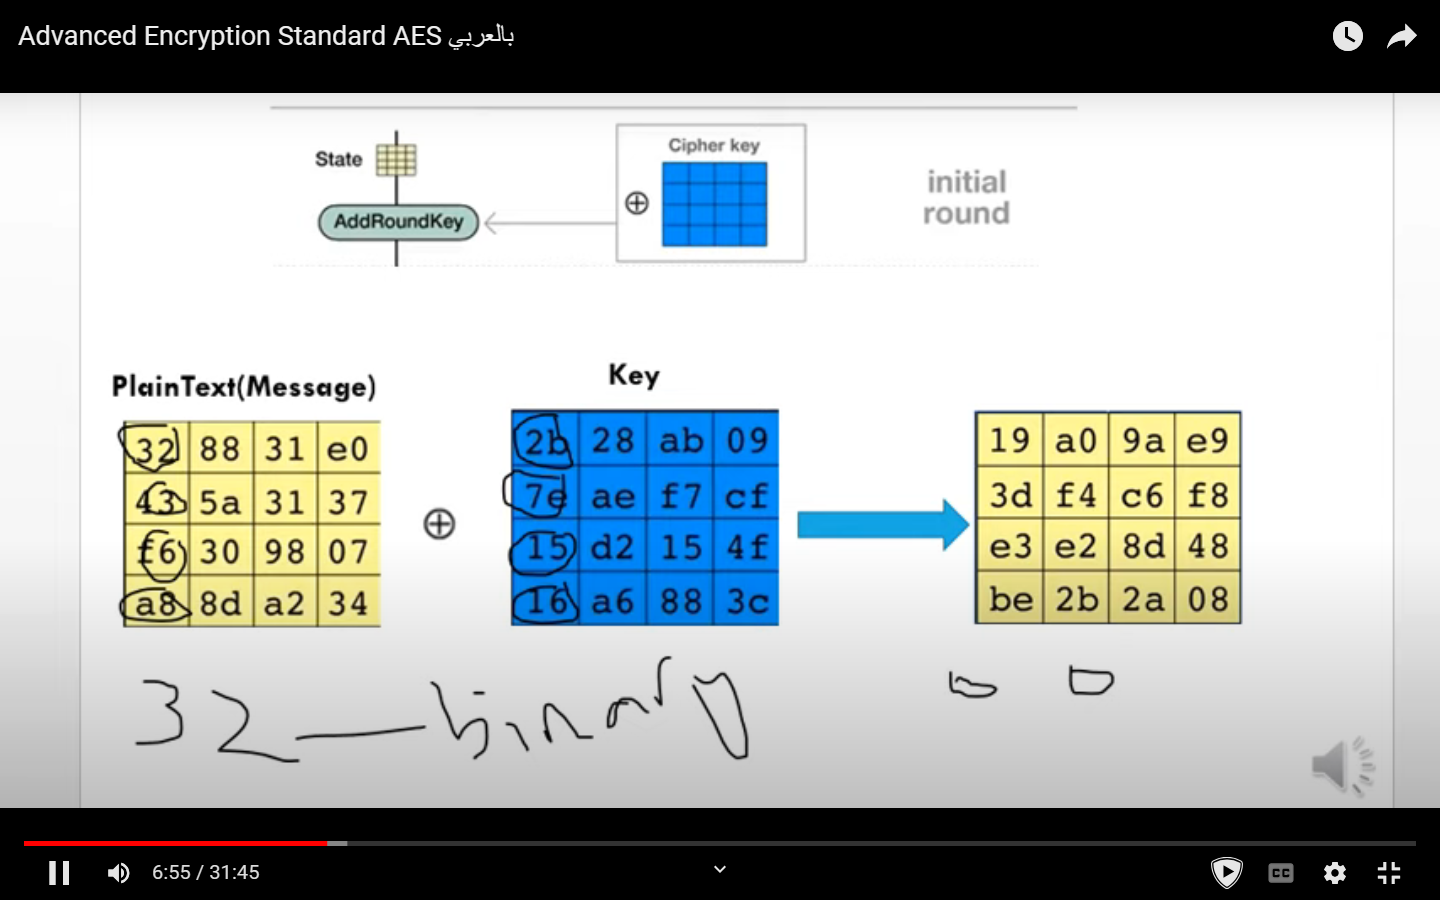 Advanced Encryption Standard AES بالعربي
State
AddRoundKey
Cipher key
initial
round
PlainText(Message)
32 88 31 e0
43 5a 31 37
f6 30 98 07
a8 8d a2 34
Key
2b 28 ab 09
7e ae f7 cf
15 d2 15 4f
16 a6 88 3c
19 a0 9a e9
3d f4 c6 f8
e3 e2 8d 48
be 2b 2a 08
32 — binary
6:55 / 31:45
CC